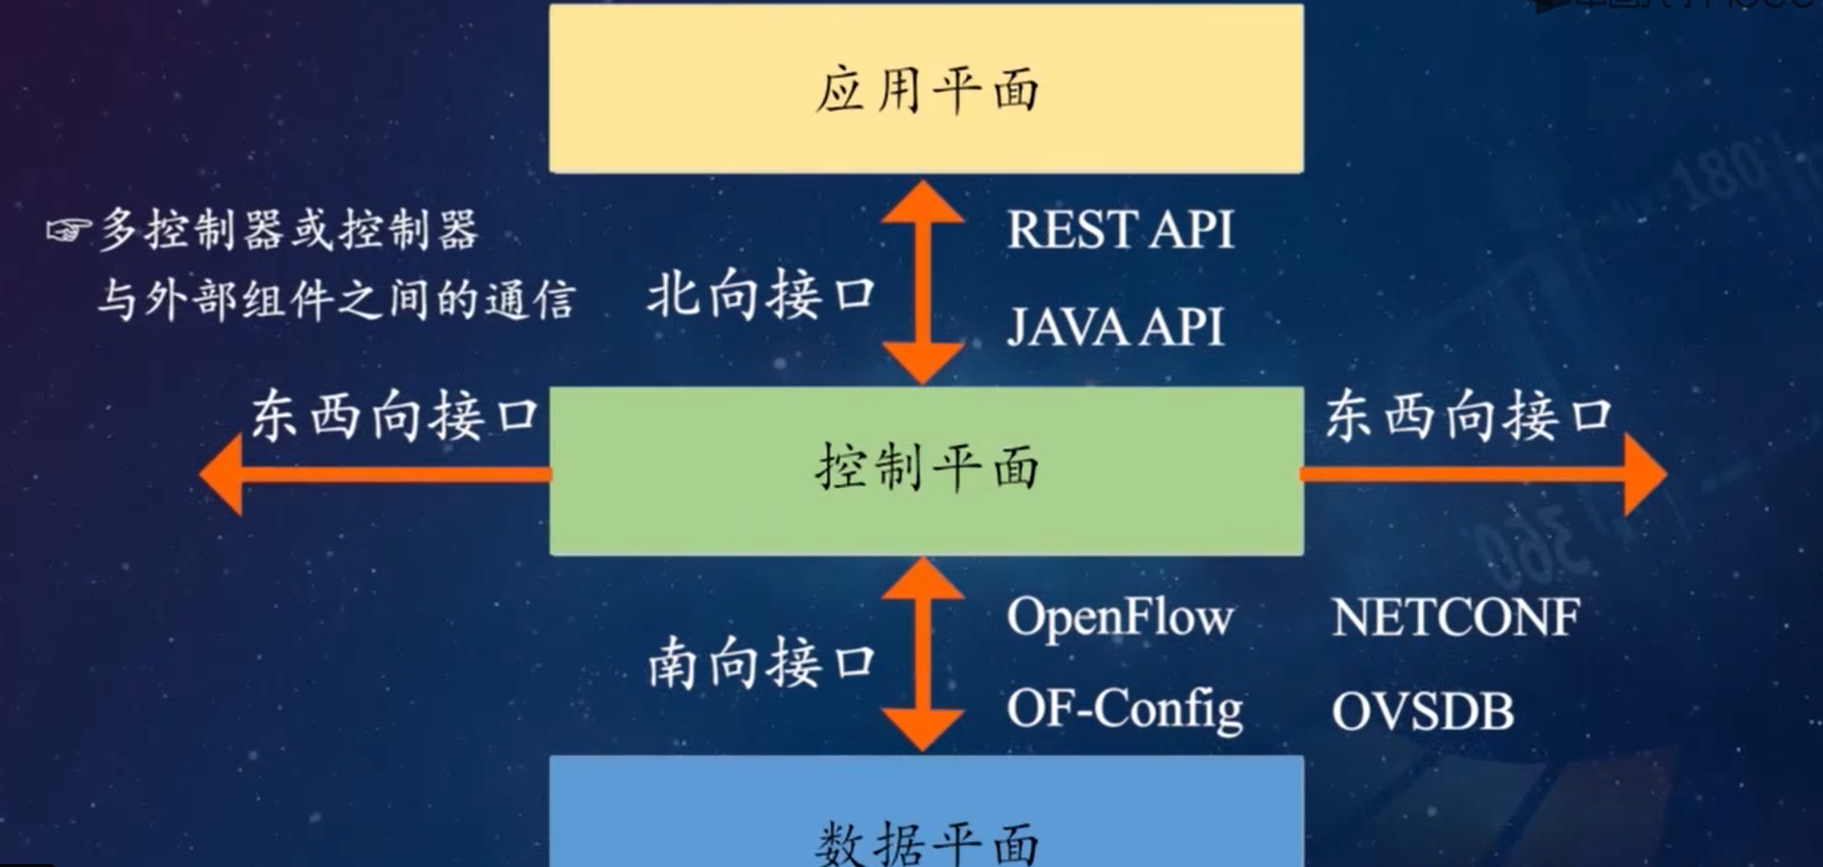 应用平面
☞多控制器或控制器
与外部组件之间的通信
北向接口
REST API
JAVA API
东西向接口
控制平面
东西向接口
南向接口
OpenFlow NETCONF
OF-Config OVSDB
数据平面
180
360